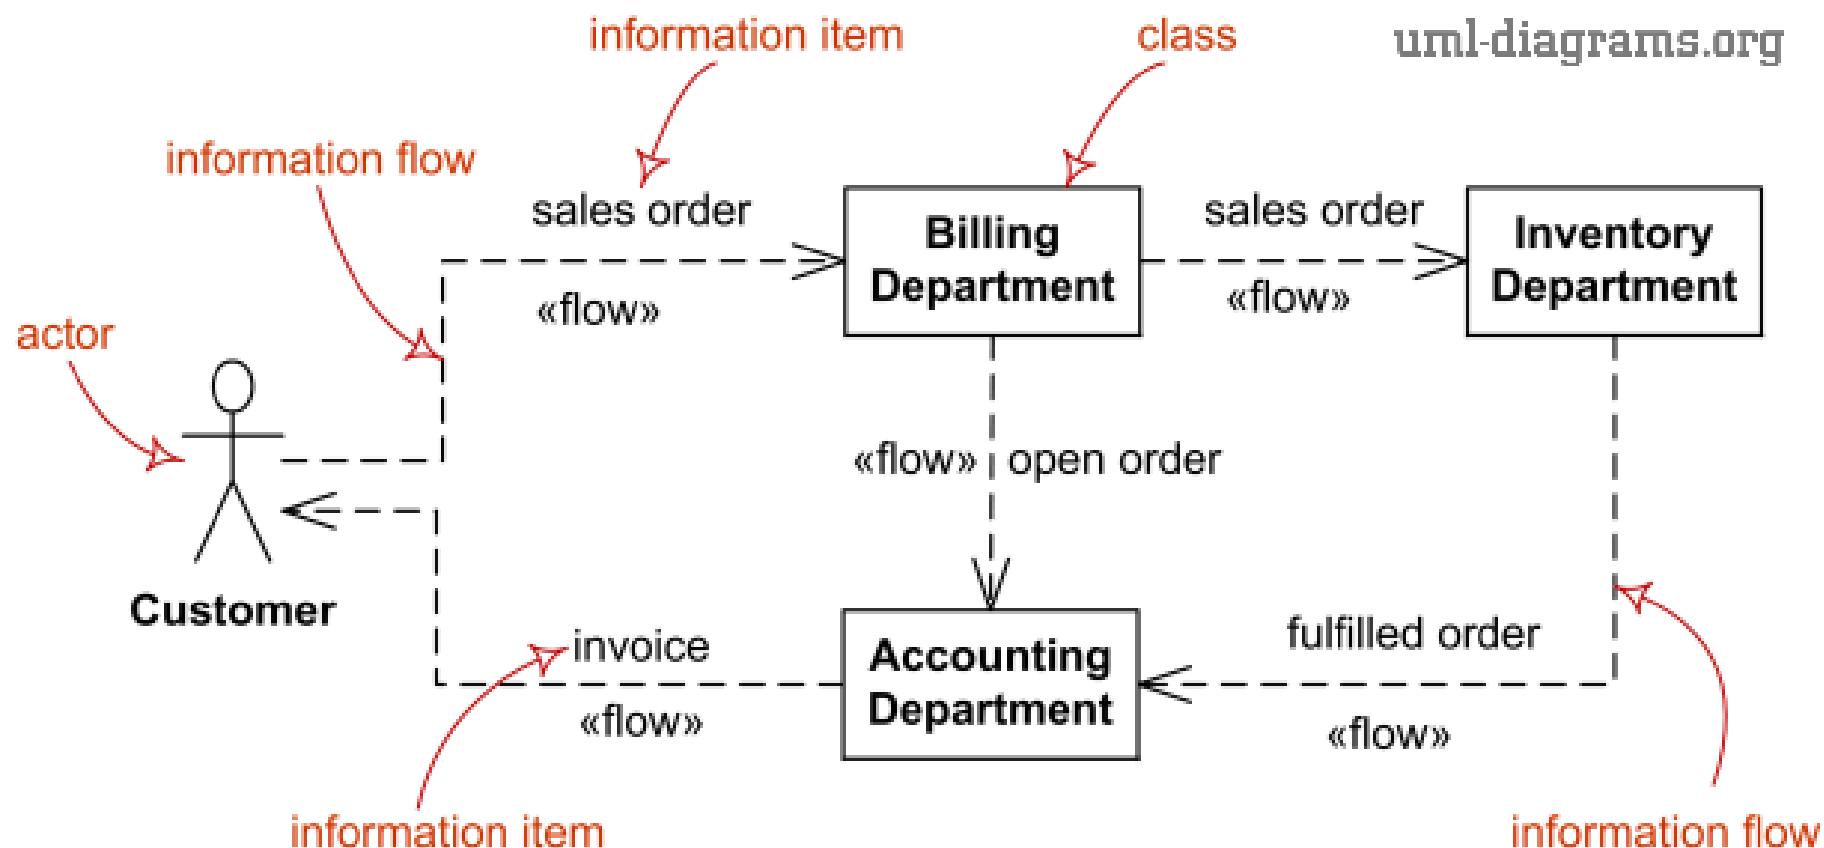 information item
class
uml-diagrams.org
information flow
sales order
Billing
Department
sales order
Inventory
Department
«flow»
«flow»
actor
«flow»
open order
Customer
invoice
Accounting
Department
fulfilled order
«flow»
«flow»
information item
information flow